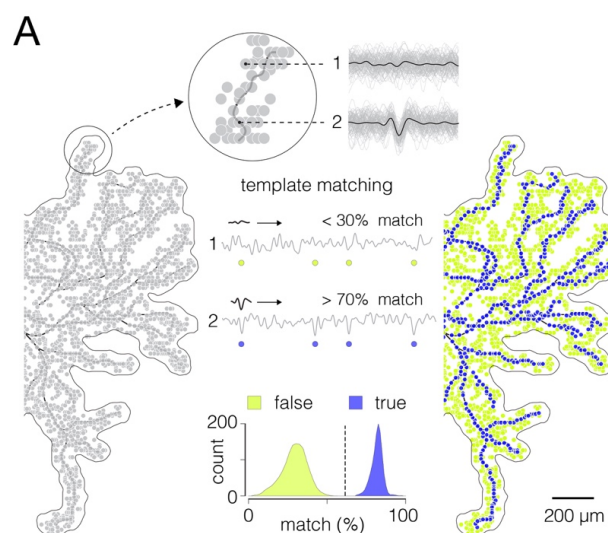 A
1
2
template matching
< 30% match
1
> 70% match
2
false
true
200
count
0
0
100
match (%)
200 µm